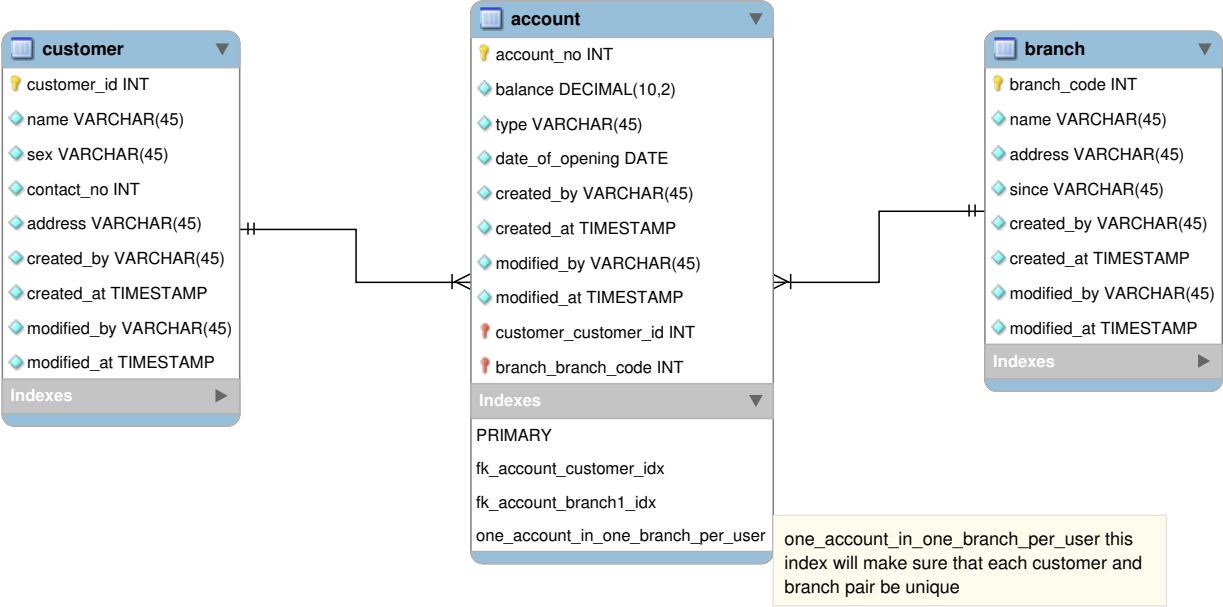 customer
customer_id INT
name VARCHAR(45)
sex VARCHAR(45)
contact_no INT
address VARCHAR(45)
created_by VARCHAR(45)
created_at TIMESTAMP
modified_by VARCHAR(45)
modified_at TIMESTAMP
Indexes
account
account_no INT
balance DECIMAL(10,2)
type VARCHAR(45)
date_of_opening DATE
created_by VARCHAR(45)
created_at TIMESTAMP
modified_by VARCHAR(45)
modified_at TIMESTAMP
customer_customer_id INT
branch_branch_code INT
Indexes
PRIMARY
fk_account_customer_idx
fk_account_branch1_idx
one_account_in_one_branch_per_user
branch
branch_code INT
name VARCHAR(45)
address VARCHAR(45)
since VARCHAR(45)
created_by VARCHAR(45)
created_at TIMESTAMP
modified_by VARCHAR(45)
modified_at TIMESTAMP
Indexes
one_account_in_one_branch_per_user this
index will make sure that each customer and
branch pair be unique